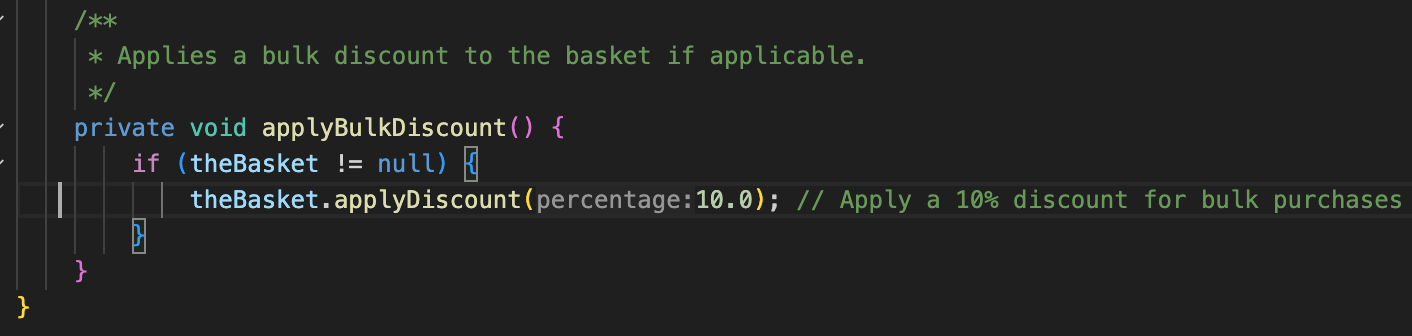 /**
* Applies a bulk discount to the basket if applicable.
*/
private void applyBulkDiscount() {
if (theBasket != null) {
theBasket.applyDiscount(percentage:10.0); // Apply a 10% discount for bulk purchases
}
}
}